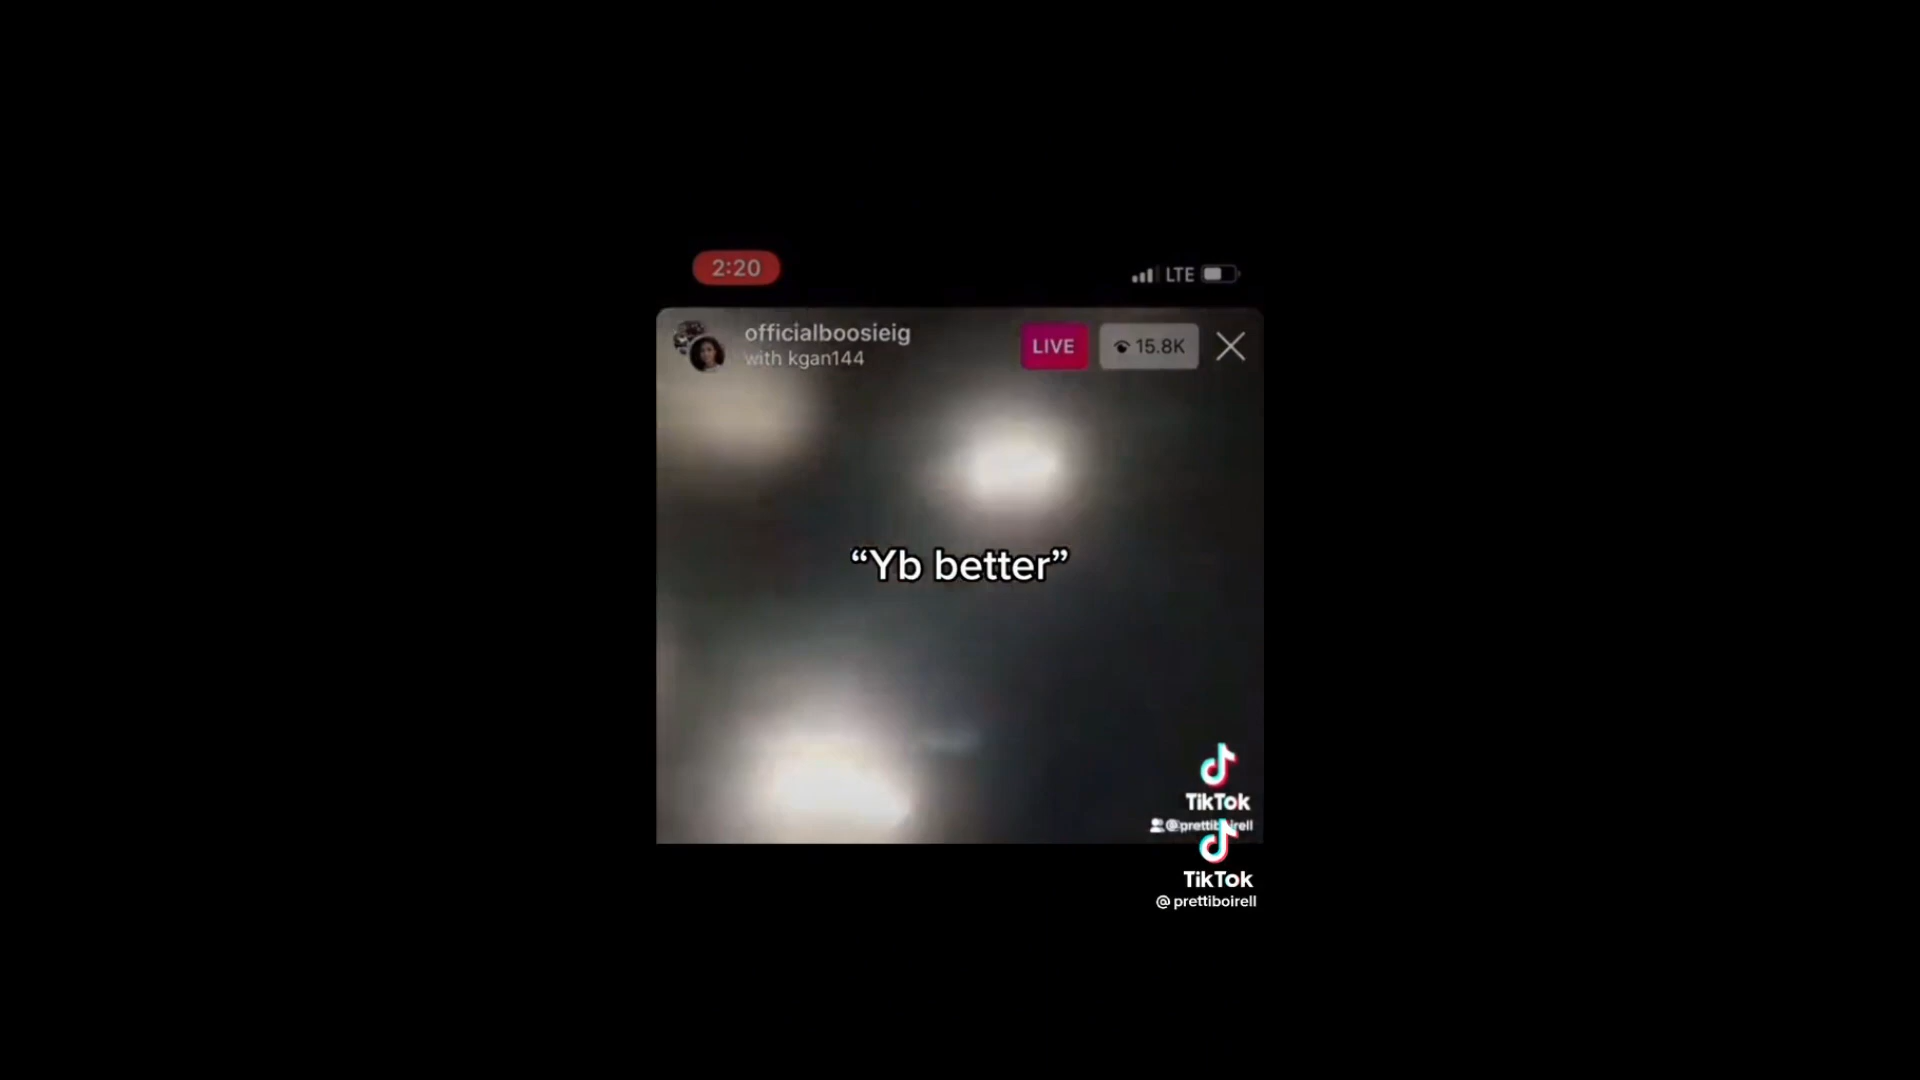 2:20
LTE
officialboosieig
with kgan144
LIVE
15.8K
“Yb better”
TikTok
TikTok
@prettiboirell